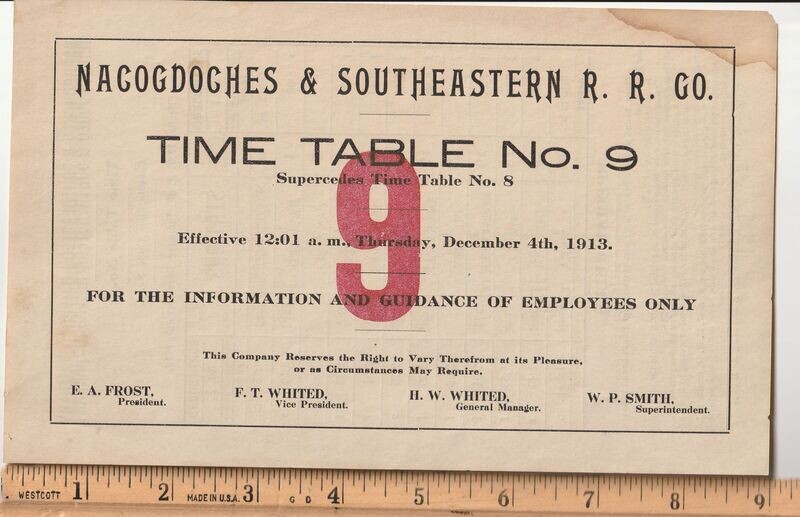 NACOGDOCHES & SOUTHEASTERN R. R. CO.
TIME TABLE No. 9
Supercedes Time Table No. 8
9
Effective 12:01 a. m., Thursday, December 4th, 1913.
FOR THE INFORMATION AND GUIDANCE OF EMPLOYEES ONLY
This Company Reserves the Right to Vary Therefrom at its Pleasure,
or as Circumstances May Require.
E. A. FROST,
President.
F. T. WHITED,
Vice President.
H. W. WHITED,
General Manager.
W. P. SMITH,
Superintendent.
WESTCOTT 1 2 MADE IN U.S.A. 3 G D 4 5 6 7 8 9